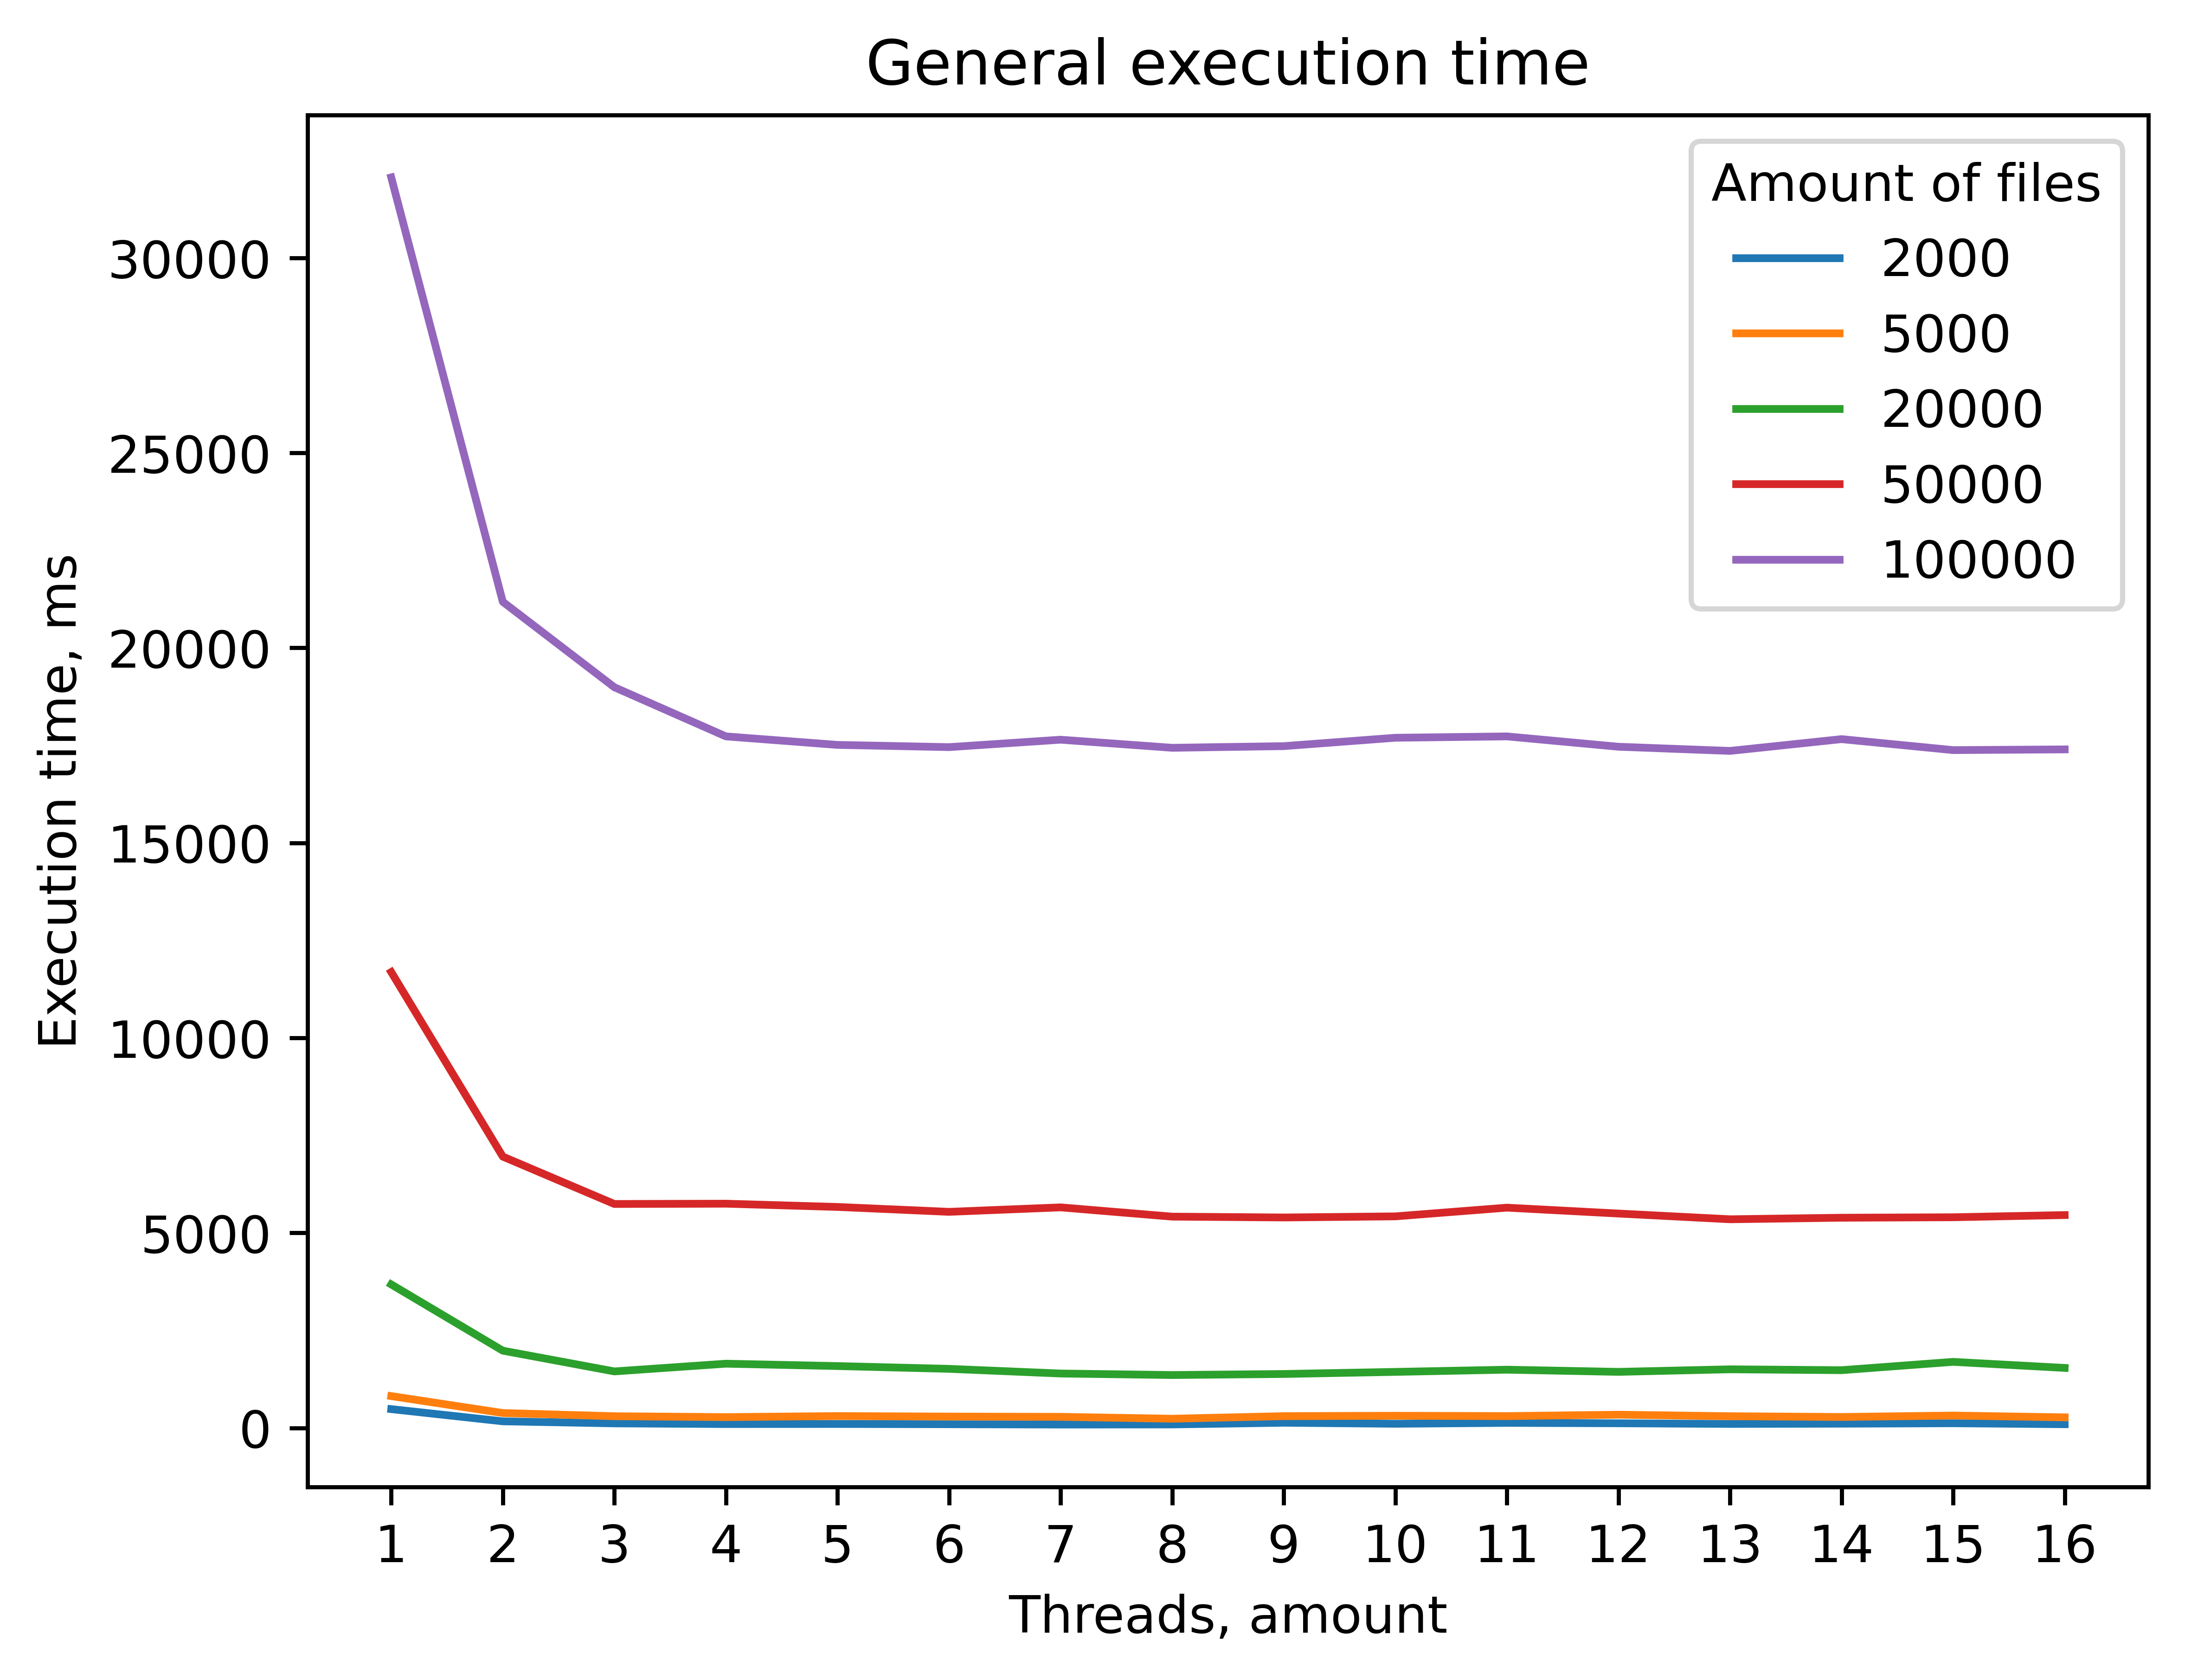 General execution time
Amount of files
2000
5000
20000
50000
100000
Execution time, ms
30000
25000
20000
15000
10000
5000
0
1 2 3 4 5 6 7 8 9 10 11 12 13 14 15 16
Threads, amount